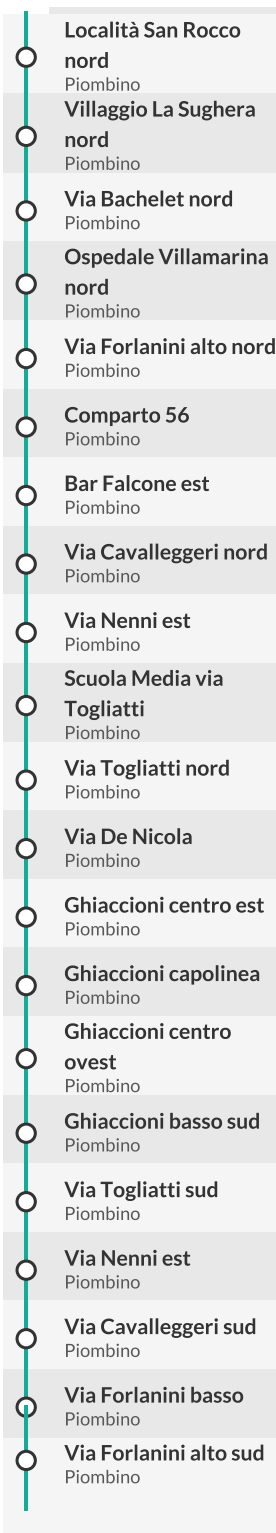 Località San Rocco
nord
Piombino
Villaggio La Sughera
nord
Piombino
Via Bachelet nord
Piombino
Ospedale Villamarina
nord
Piombino
Via Forlanini alto nord
Piombino
Comparto 56
Piombino
Bar Falcone est
Piombino
Via Cavalleggeri nord
Piombino
Via Nenni est
Piombino
Scuola Media via
Togliatti
Piombino
Via Togliatti nord
Piombino
Via De Nicola
Piombino
Ghiaccioni centro est
Piombino
Ghiaccioni capolinea
Piombino
Ghiaccioni centro
ovest
Piombino
Ghiaccioni basso sud
Piombino
Via Togliatti sud
Piombino
Via Nenni est
Piombino
Via Cavalleggeri sud
Piombino
Via Forlanini basso
Piombino
Via Forlanini alto sud
Piombino